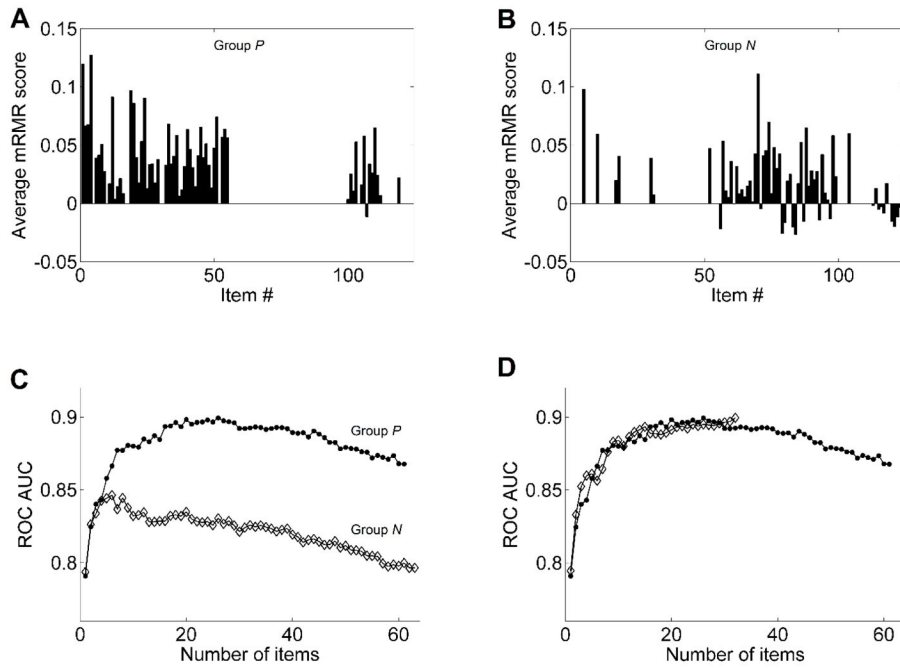 A
Group P
Average mRMR score
0.15
0.1
0.05
0
-0.05
0
50
100
Item #
B
Group N
Average mRMR score
0.15
0.1
0.05
0
-0.05
0
50
100
Item #
C
Group P
Group N
ROC AUC
0.9
0.85
0.8
0
20
40
60
Number of items
D
ROC AUC
0.9
0.85
0.8
0
20
40
60
Number of items